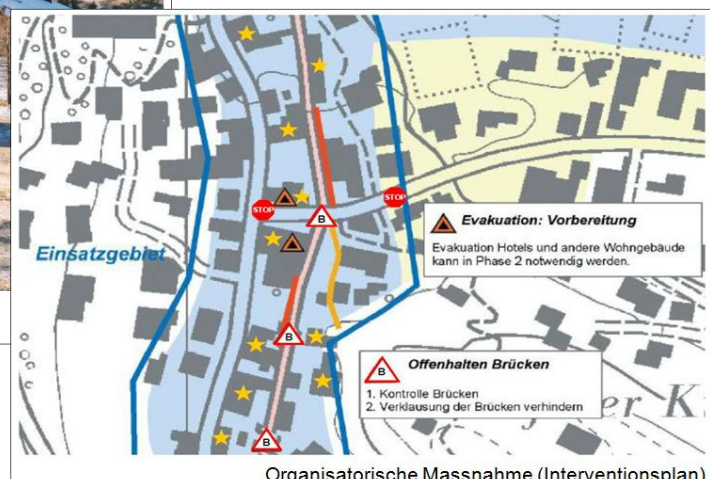 STOP
STOP
B
Evakuation: Vorbereitung
Einsatzgebiet
Evakuation Hotels und andere Wohngebäude
kann in Phase 2 notwendig werden.
B
B Offenhalten Brücken
1. Kontrolle Brücken
2. Verklausung der Brücken verhindern
B
Organisatorische Massnahme (Interventionsplan)